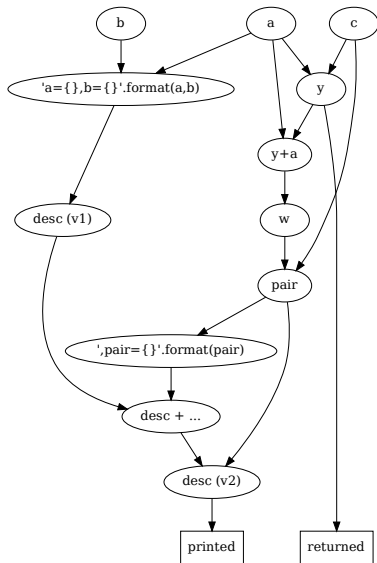 b
a
c
'a={},b={}'.format(a,b)
y
y+a
desc (v1)
w
pair
',pair={}'.format(pair)
desc + ...
desc (v2)
printed
returned